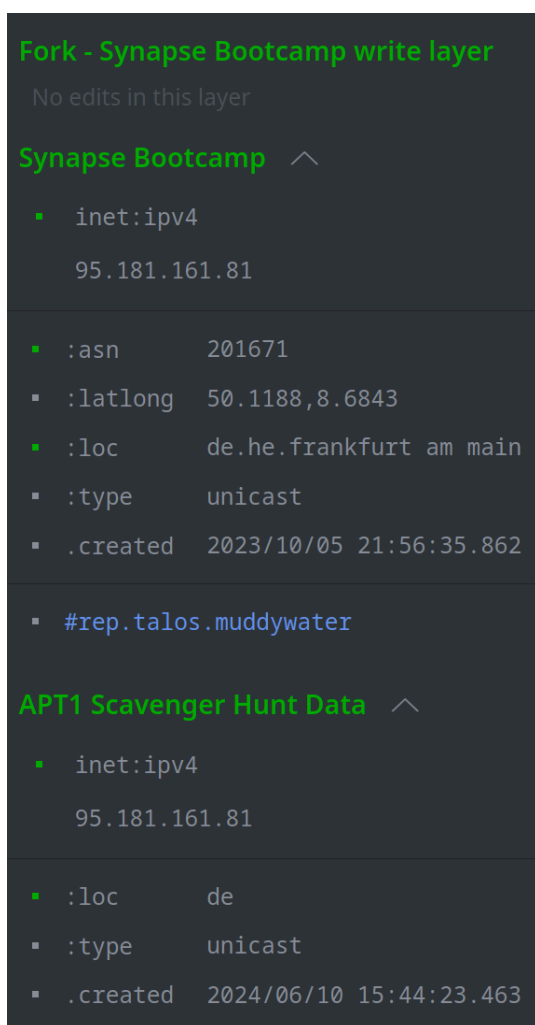 Fork - Synapse Bootcamp write layer
No edits in this layer
Synapse Bootcamp
inet:ipv4
95.181.161.81
:asn 201671
:latlong 50.1188,8.6843
:loc de.he.frankfurt am main
:type unicast
.created 2023/10/05 21:56:35.862
#rep.talos.muddywater
APT1 Scavenger Hunt Data
inet:ipv4
95.181.161.81
:loc de
:type unicast
.created 2024/06/10 15:44:23.463